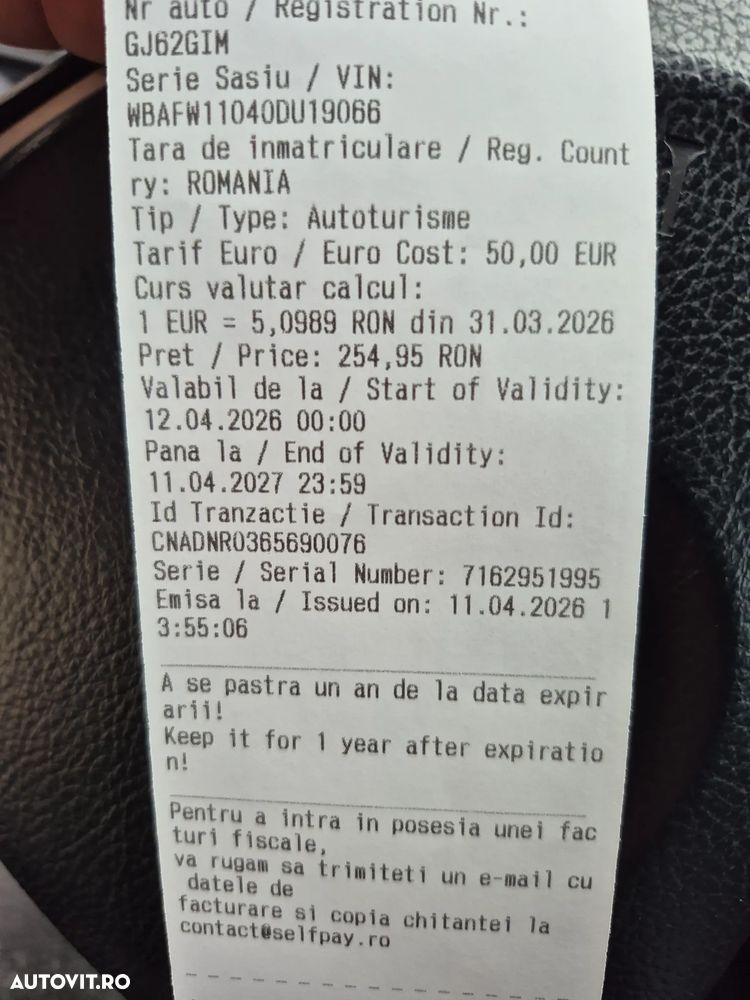 Nr auto / Registration Nr.:
GJ62GIM
Serie Sasiu / VIN:
WBAFW11040DU19066
Tara de inmatriculare / Reg. Count
ry: ROMANIA
Tip / Type: Autoturisme
Tarif Euro / Euro Cost: 50,00 EUR
Curs valutar calcul:
1 EUR = 5,0989 RON din 31.03.2026
Pret / Price: 254,95 RON
Valabil de la / Start of Validity:
12.04.2026 00:00
Pana la / End of Validity:
11.04.2027 23:59
Id Tranzactie / Transaction Id:
CNADNR0365690076
Serie / Serial Number: 7162951995
Emisa la / Issued on: 11.04.2026 1
3:55:06
A se pastra un an de la data expir
arii!
Keep it for 1 year after expiratio
n!
Pentru a intra in posesia unei fac
turi fiscale,
va rugam sa trimiteti un e-mail cu
datele de
facturare si copia chitantei la
contact@selfpay.ro
AUTOVIT.RO